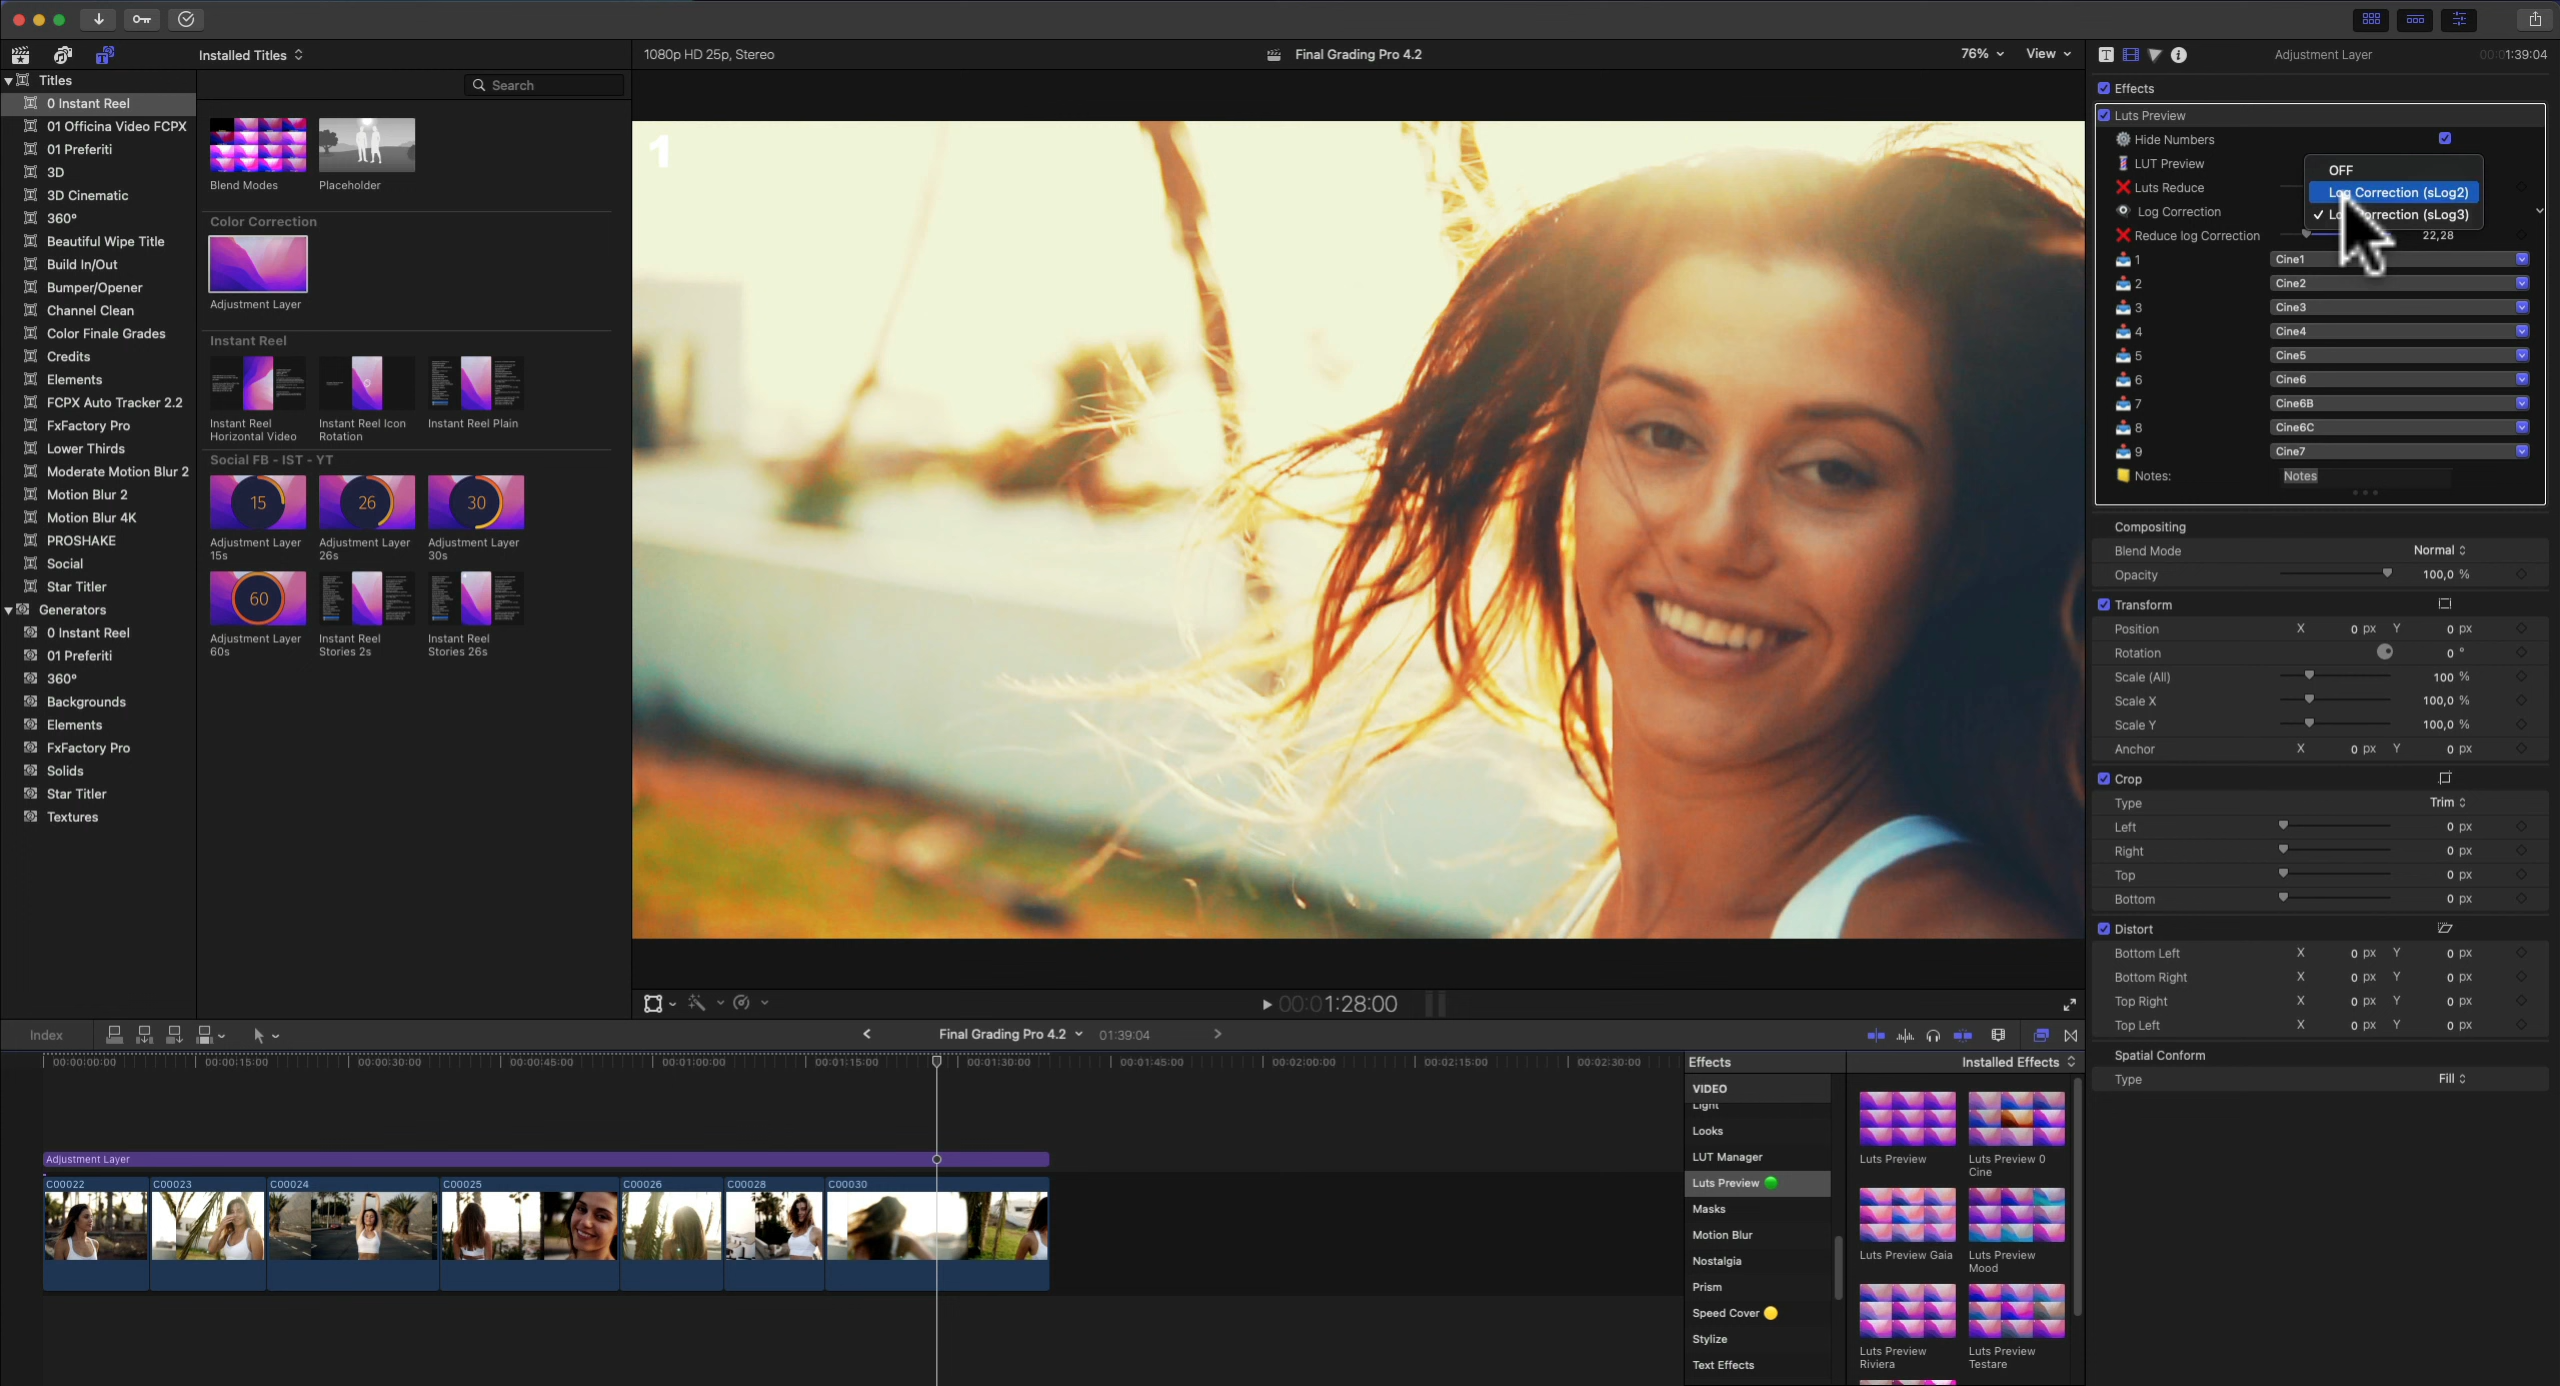 Installed Titles
1080p HD 25p, Stereo
Final Grading Pro 4.2
76%
View
Adjustment Layer
00:01:39:04
Titles
0 Instant Reel
01 Officina Video FCPX
01 Preferiti
3D
3D Cinematic
360°
Beautiful Wipe Title
Build In/Out
Bumper/Opener
Channel Clean
Color Finale Grades
Credits
Elements
FCPX Auto Tracker 2.2
FxFactory Pro
Lower Thirds
Moderate Motion Blur 2
Motion Blur 2
Motion Blur 4K
PROSHAKE
Social
Star Titler
Generators
0 Instant Reel
01 Preferiti
360°
Backgrounds
Elements
FxFactory Pro
Solids
Star Titler
Textures
Search
Blend Modes
Placeholder
Color Correction
Adjustment Layer
Instant Reel
Instant Reel
Horizontal Video
Instant Reel Icon
Rotation
Instant Reel Plain
Social FB - IST - YT
15
26
30
Adjustment Layer
15s
Adjustment Layer
26s
Adjustment Layer
30s
60
Adjustment Layer
60s
Instant Reel
Stories 2s
Instant Reel
Stories 26s
1
Effects
Luts Preview
Hide Numbers
LUT Preview
Luts Reduce
Log Correction
Reduce log Correction 22,28
OFF
Log Correction (sLog2)
(sLog3)
1 Cine1
2 Cine2
3 Cine3
4 Cine4
5 Cine5
6 Cine6
7 Cine6B
8 Cine6C
9 Cine7
Notes: Notes
Compositing
Blend Mode Normal
Opacity 100,0 %
Transform
Position X 0 px Y 0 px
Rotation 0 °
Scale (All) 100 %
Scale X 100,0 %
Scale Y 100,0 %
Anchor X 0 px Y 0 px
Crop
Type Trim
Left 0 px
Right 0 px
Top 0 px
Bottom 0 px
Distort
Bottom Left X 0 px Y 0 px
Bottom Right X 0 px Y 0 px
Top Right X 0 px Y 0 px
Top Left X 0 px Y 0 px
Spatial Conform
Type Fill
00:01:28:00
Index
Final Grading Pro 4.2 01:39:04
00:00:00:00 00:00:15:00 00:00:30:00 00:00:45:00 00:01:00:00 00:01:15:00 00:01:30:00 00:01:45:00 00:02:00:00 00:02:15:00 00:02:30:00
Adjustment Layer
C00022 C00023 C00024 C00025 C00026 C00028 C00030
Effects
Installed Effects
VIDEO
Light
Looks
LUT Manager
Luts Preview
Masks
Motion Blur
Nostalgia
Prism
Speed Cover
Stylize
Text Effects
Luts Preview
Luts Preview 0
Cine
Luts Preview Gaia
Luts Preview
Mood
Luts Preview
Riviera
Luts Preview
Testare